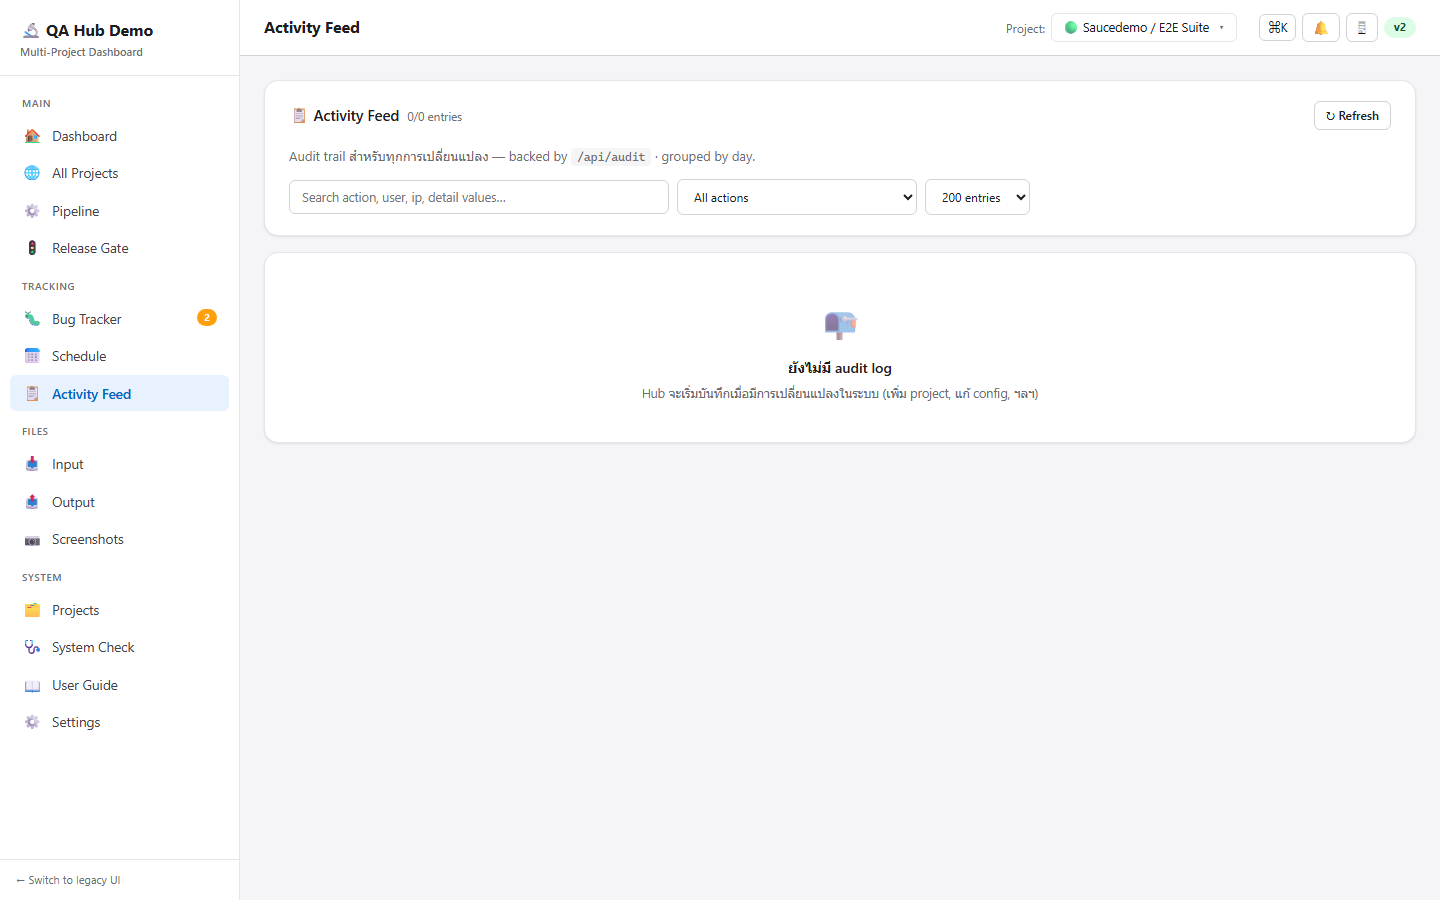 QA Hub Demo
Multi-Project Dashboard
MAIN
Dashboard
All Projects
Pipeline
Release Gate
TRACKING
Bug Tracker 2
Schedule
Activity Feed
FILES
Input
Output
Screenshots
SYSTEM
Projects
System Check
User Guide
Settings
← Switch to legacy UI
Activity Feed
Project: Saucedemo / E2E Suite
⌘K
v2
Activity Feed 0/0 entries
↻ Refresh
Audit trail สำหรับทุกการเปลี่ยนแปลง — backed by /api/audit · grouped by day.
Search action, user, ip, detail values...
All actions
200 entries
ยังไม่มี audit log
Hub จะเริ่มบันทึกเมื่อมีการเปลี่ยนแปลงในระบบ (เพิ่ม project, แก้ config, ฯลฯ)